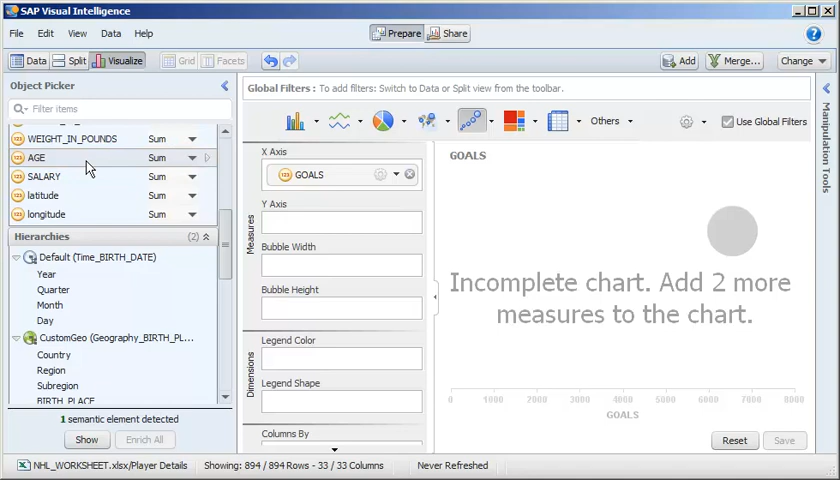 SAP Visual Intelligence
File Edit View Data Help
Prepare Share
Data Split Visualize Grid Facets
Add Merge... Change
Object Picker
Filter items
WEIGHT_IN_POUNDS Sum
AGE Sum
SALARY Sum
latitude Sum
longitude Sum
Hierarchies (2)
Default (Time_BIRTH_DATE)
Year
Quarter
Month
Day
CustomGeo (Geography_BIRTH_PL...
Country
Region
Subregion
BIRTH_PLACE
1 semantic element detected
Show Enrich All
Global Filters: To add filters: Switch to Data or Split view from the toolbar.
Others Use Global Filters
Measures
X Axis
GOALS
Y Axis
Bubble Width
Bubble Height
Dimensions
Legend Color
Legend Shape
Columns By
GOALS
Incomplete chart. Add 2 more
measures to the chart.
0 1000 2000 3000 4000 5000 6000 7000 8000
GOALS
Reset Save
Manipulation Tools
NHL_WORKSHEET.xlsx/Player Details Showing: 894 / 894 Rows - 33 / 33 Columns Never Refreshed